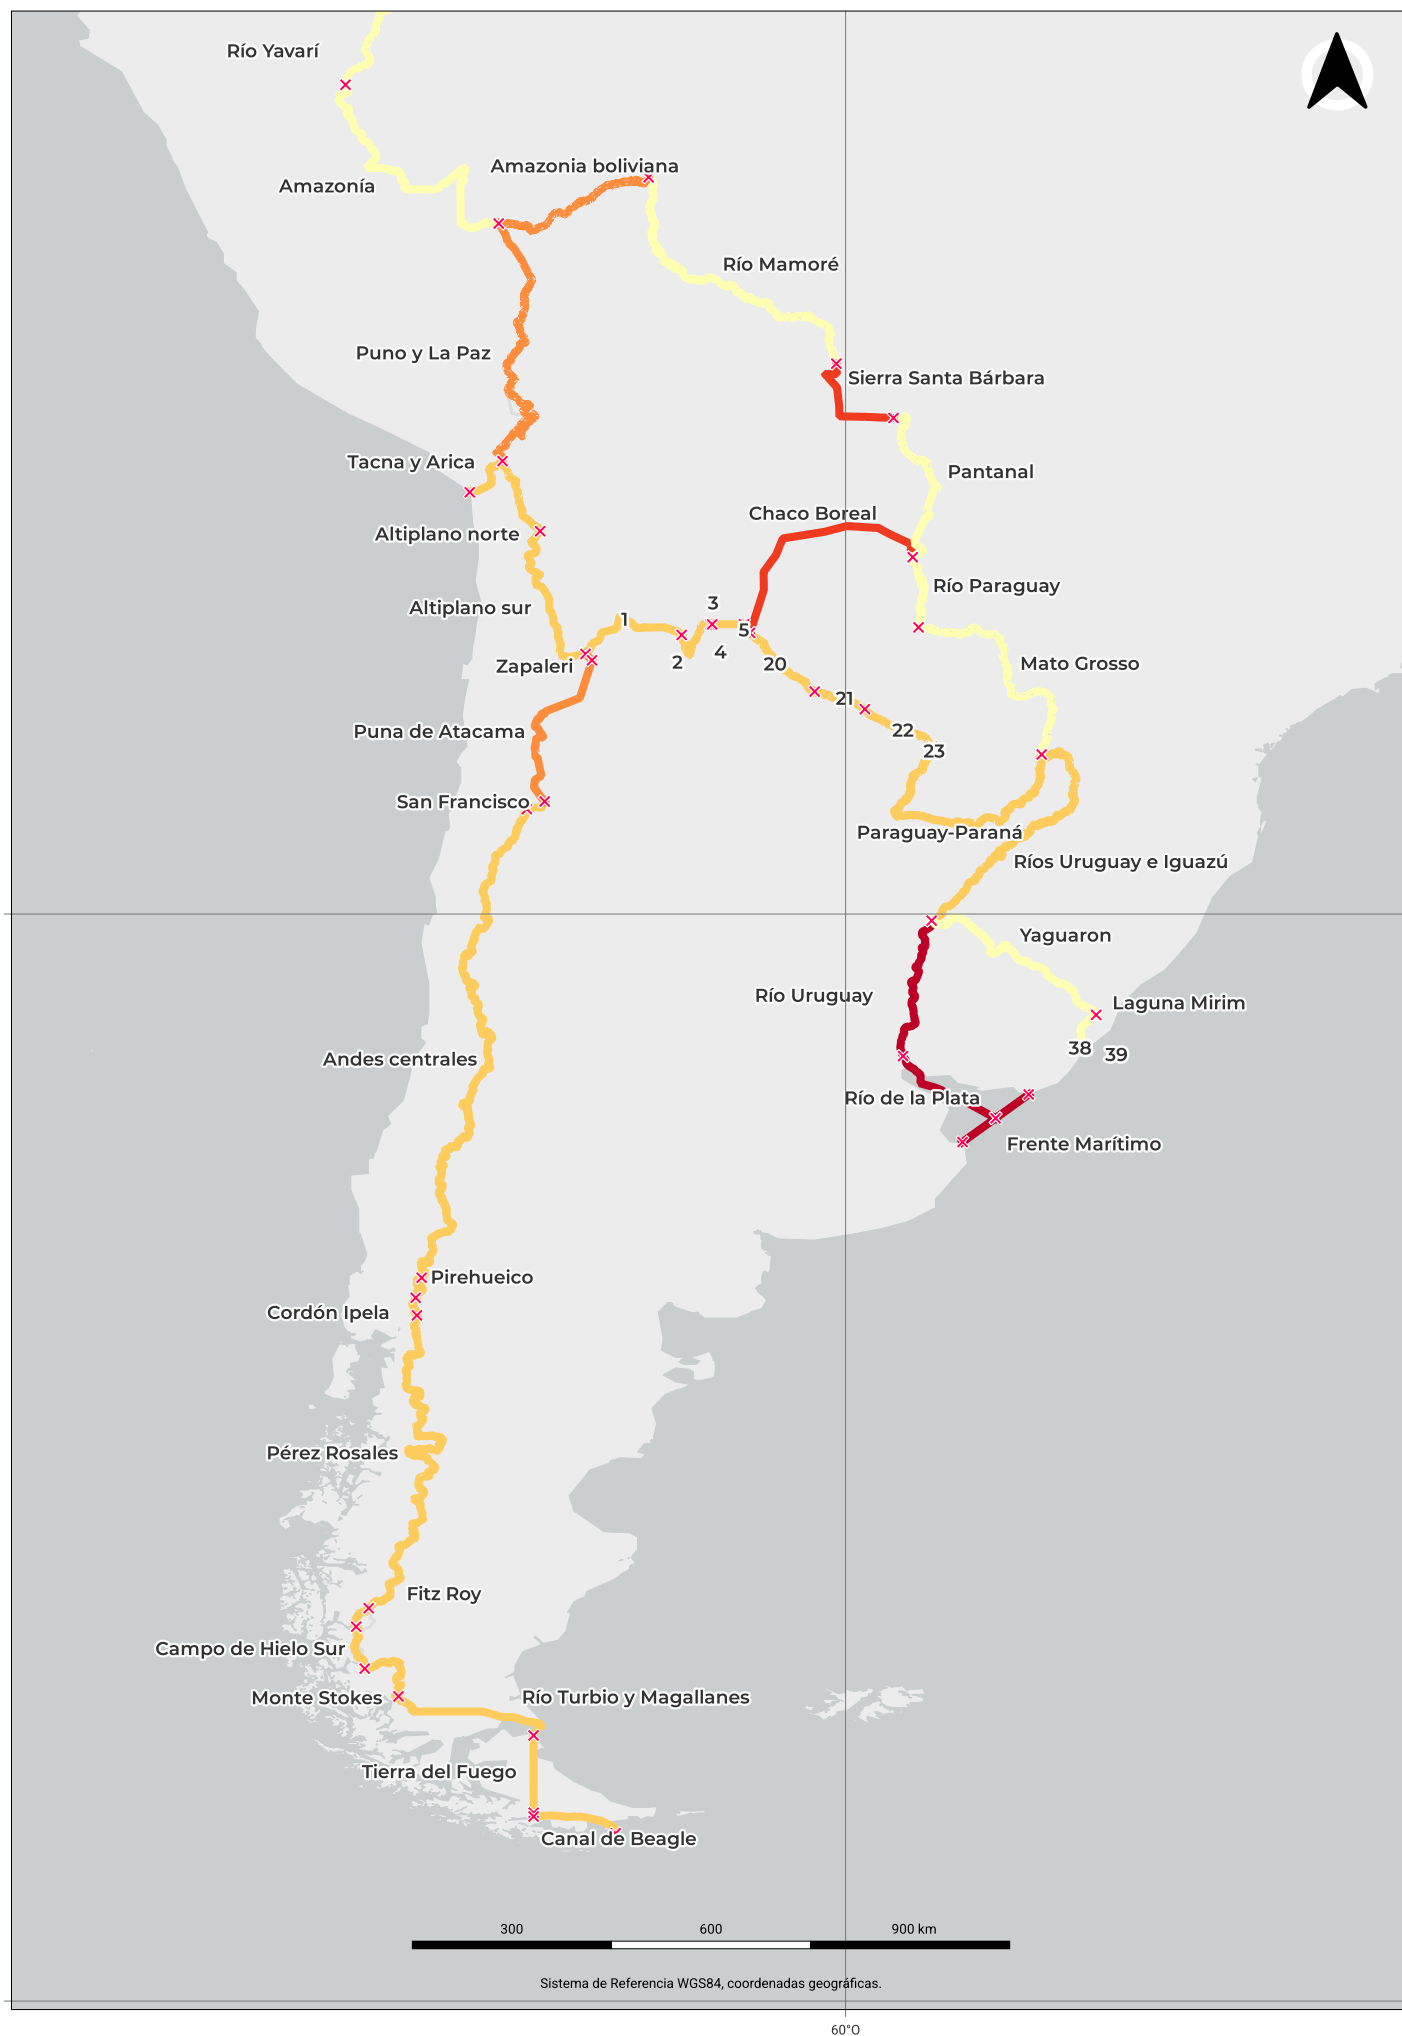 Río Yavarí
Amazonia boliviana
Amazonía
Río Mamoré
Puno y La Paz
Sierra Santa Bárbara
Tacna y Arica
Pantanal
Chaco Boreal
Altiplano norte
Río Paraguay
Altiplano sur
3
1
5
4
2
20
Zapaleri
Mato Grosso
21
Puna de Atacama
22
23
San Francisco
Paraguay-Paraná
Ríos Uruguay e Iguazú
Yaguaron
Río Uruguay
Laguna Mirim
38
39
Andes centrales
Río de la Plata
Frente Marítimo
Pirehueico
Cordón Ipela
Pérez Rosales
Fitz Roy
Campo de Hielo Sur
Monte Stokes
Río Turbio y Magallanes
Tierra del Fuego
Canal de Beagle
300 600 900 km
Sistema de Referencia WGS84, coordenadas geográficas.
60°O